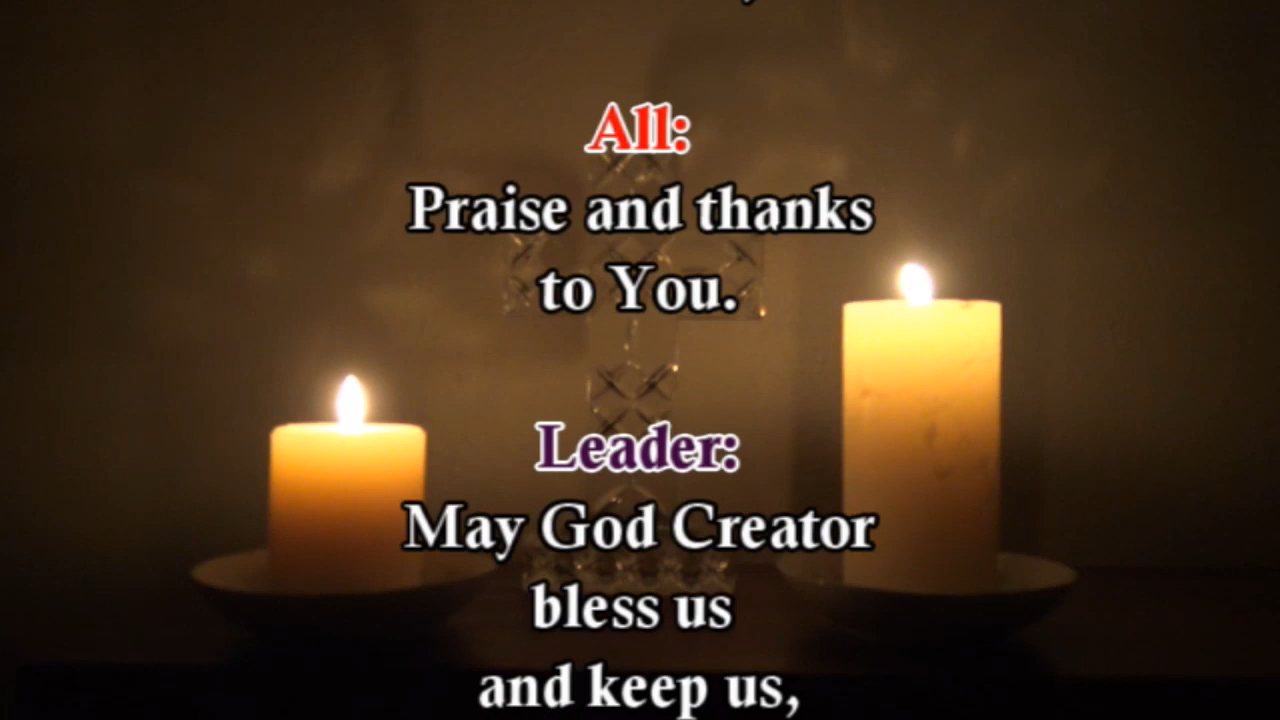 All:
Praise and thanks
to You.
Leader:
May God Creator
bless us
and keep us,